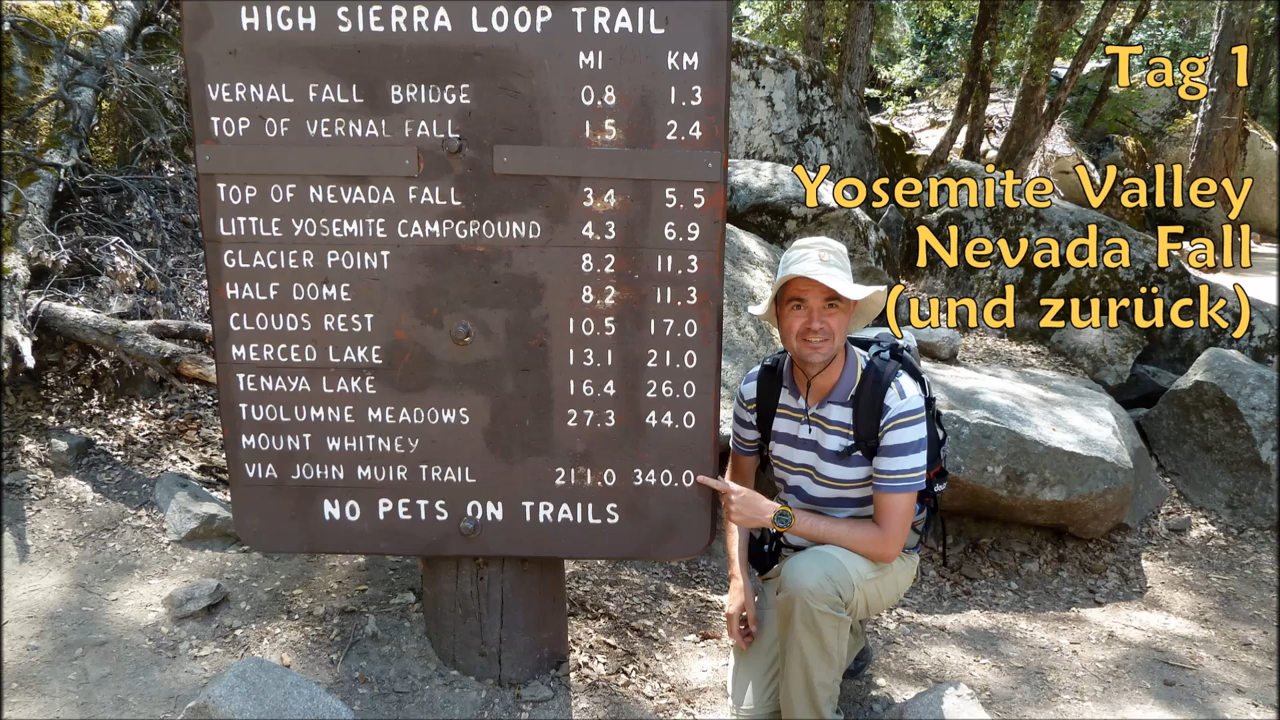 HIGH SIERRA LOOP TRAIL
MI KM
VERNAL FALL BRIDGE 0.8 1.3
TOP OF VERNAL FALL 1.5 2.4
TOP OF NEVADA FALL 3.4 5.5
LITTLE YOSEMITE CAMPGROUND 4.3 6.9
GLACIER POINT 8.2 11.3
HALF DOME 8.2 11.3
CLOUDS REST 10.5 17.0
MERCED LAKE 13.1 21.0
TENAYA LAKE 16.4 26.0
TUOLUMNE MEADOWS 27.3 44.0
MOUNT WHITNEY
VIA JOHN MUIR TRAIL 211.0 340.0
NO PETS ON TRAILS
Tag 1
Yosemite Valley
Nevada Fall
(und zurück)